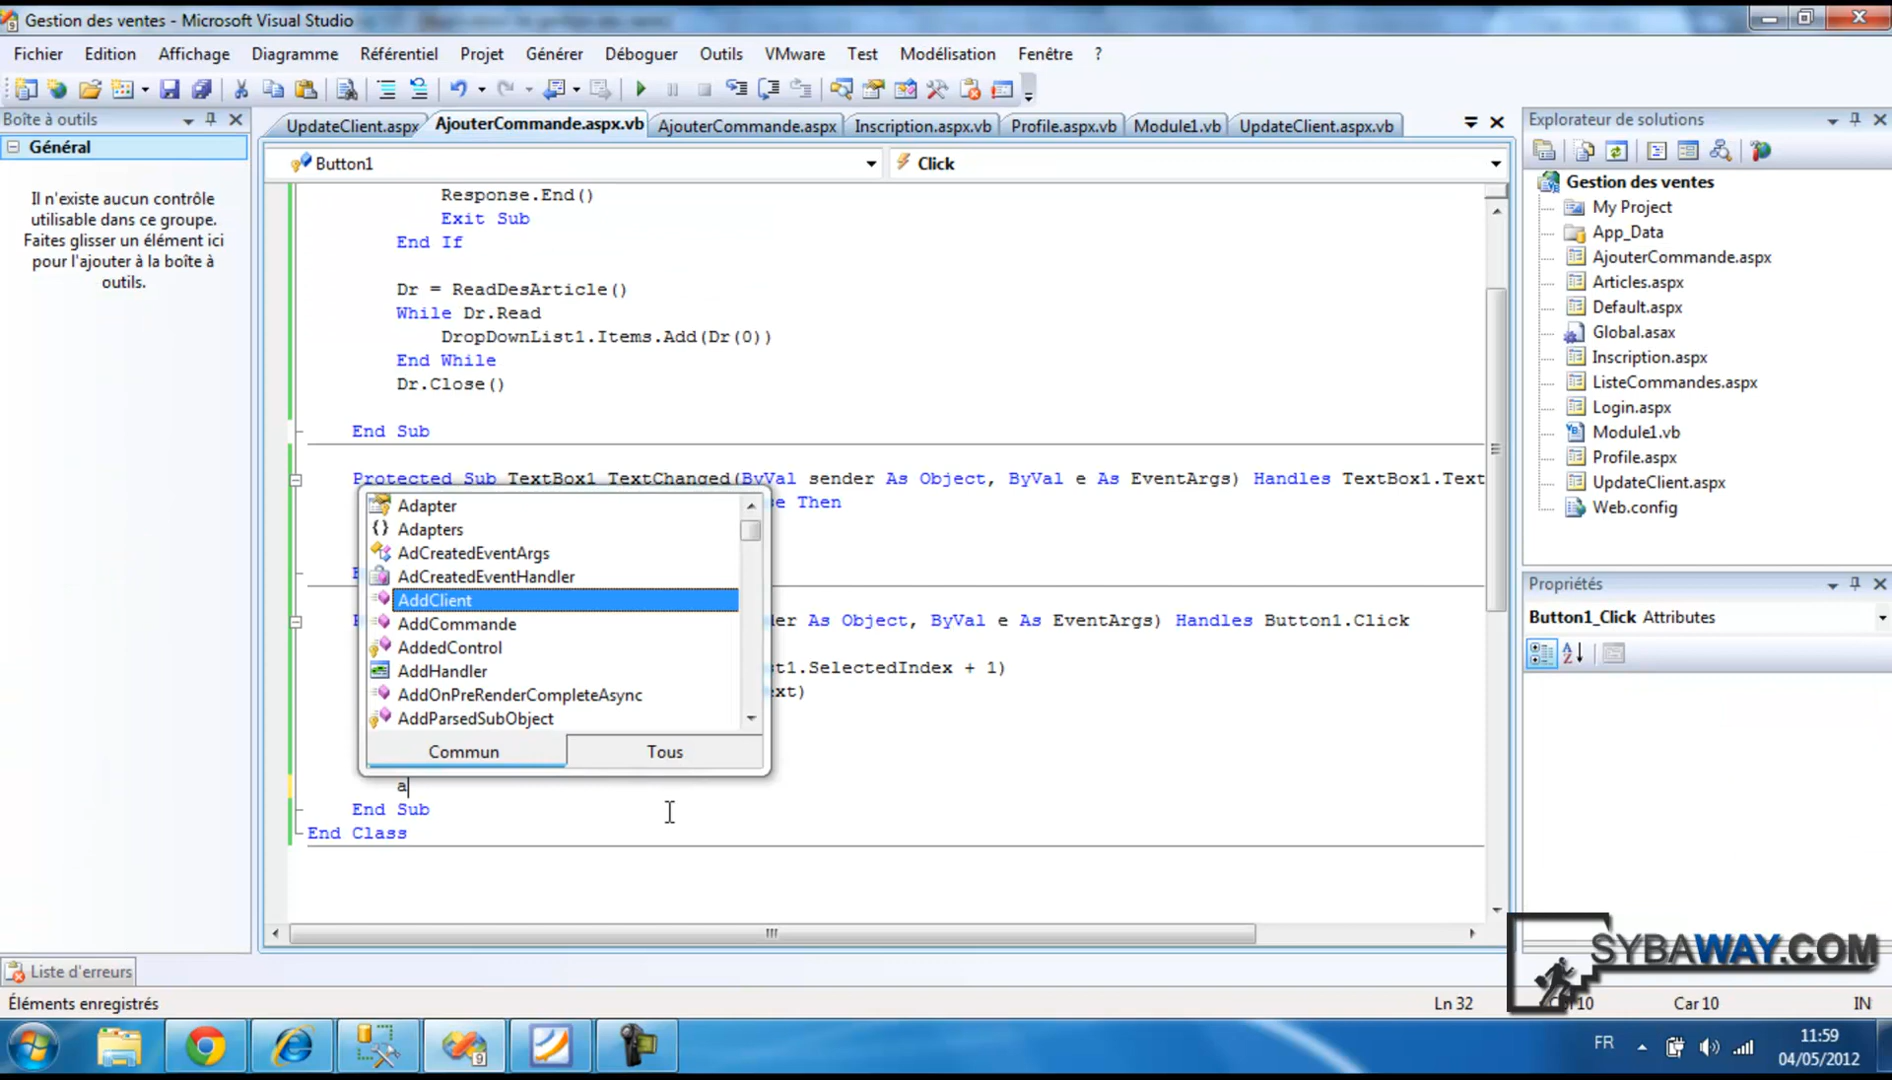 Gestion des ventes - Microsoft Visual Studio
Fichier Edition Affichage Diagramme Référentiel Projet Générer Déboguer Outils VMware Test Modélisation Fenêtre ?
Boîte à outils
Général
Il n'existe aucun contrôle
utilisable dans ce groupe.
Faites glisser un élément ici
pour l'ajouter à la boîte à
outils.
UpdateClient.aspx AjouterCommande.aspx.vb AjouterCommande.aspx Inscription.aspx.vb Profile.aspx.vb Module1.vb UpdateClient.aspx.vb
Button1 Click
Response.End()
Exit Sub
End If
Dr = ReadDesArticle()
While Dr.Read
DropDownList1.Items.Add(Dr(0))
End While
Dr.Close()
End Sub
Protected Sub TextBox1_TextChanged(ByVal sender As Object, ByVal e As EventArgs) Handles TextBox1.Text
se Then
Adapter
Adapters
AdCreatedEventArgs
AdCreatedEventHandler
AddClient
AddCommande
AddedControl
AddHandler
AddOnPreRenderCompleteAsync
AddParsedSubObject
Commun Tous
der As Object, ByVal e As EventArgs) Handles Button1.Click
st1.SelectedIndex + 1)
ext)
a
End Sub
End Class
Explorateur de solutions
Gestion des ventes
My Project
App_Data
AjouterCommande.aspx
Articles.aspx
Default.aspx
Global.asax
Inscription.aspx
ListeCommandes.aspx
Login.aspx
Module1.vb
Profile.aspx
UpdateClient.aspx
Web.config
Propriétés
Button1_Click Attributes
SYBAWAY.COM
Liste d'erreurs
Éléments enregistrés
Ln 32 Col 10 Car 10 IN
FR
11:59
04/05/2012